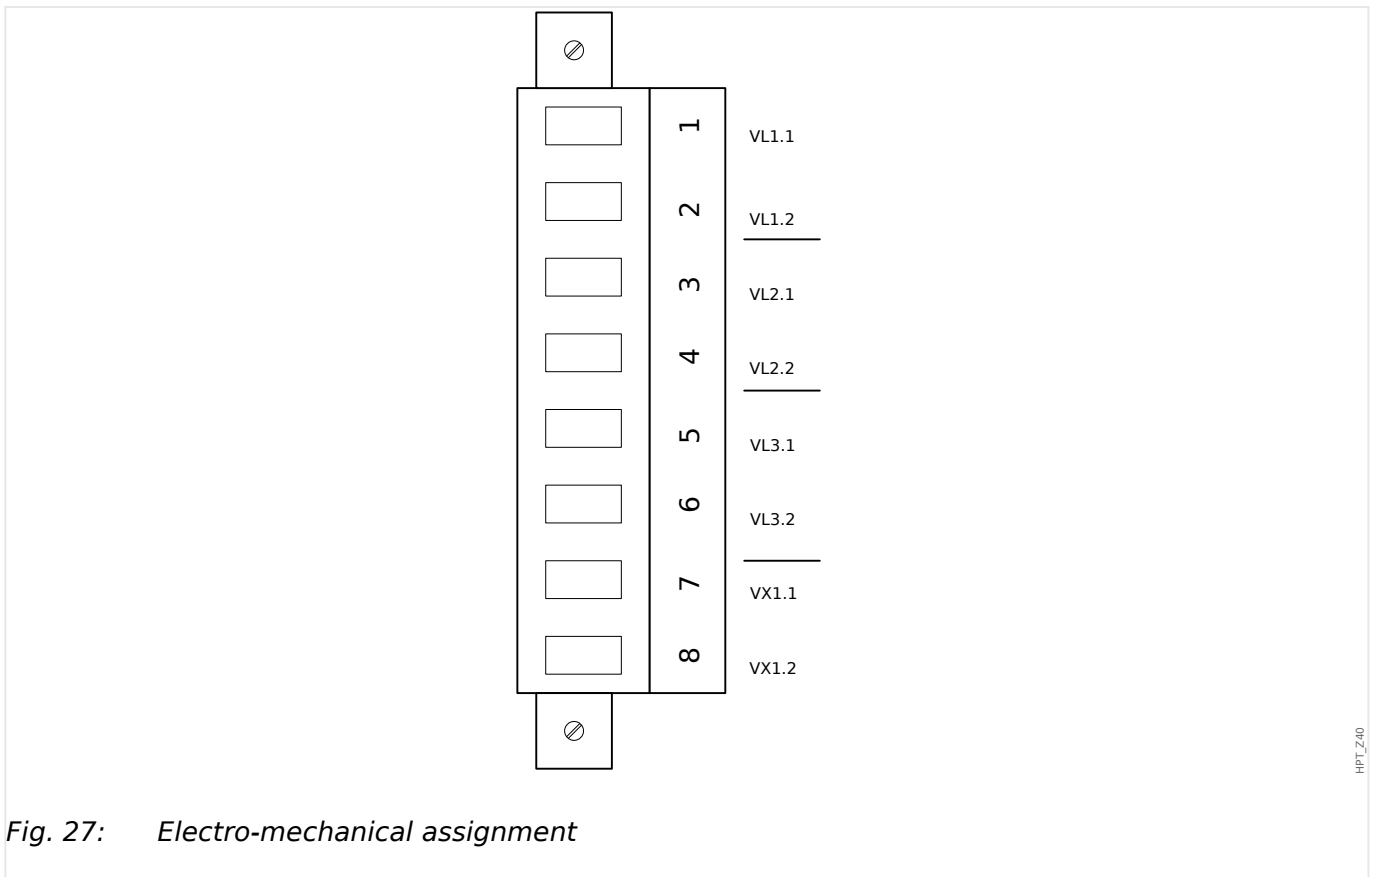 1 VL1.1
2 VL1.2
3 VL2.1
4 VL2.2
5 VL3.1
6 VL3.2
7 VX1.1
8 VX1.2
HPT_Z40
Fig. 27: Electro-mechanical assignment